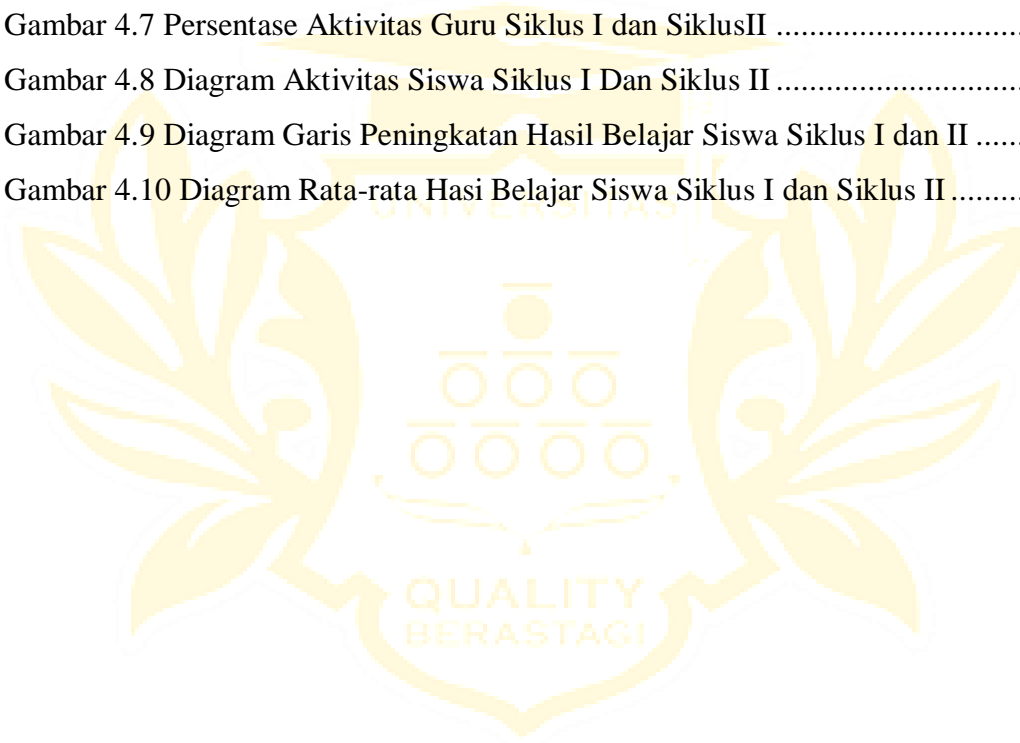 Gambar 4.7 Persentase Aktivitas Guru Siklus I dan SiklusII ..............................
Gambar 4.8 Diagram Aktivitas Siswa Siklus I Dan Siklus II ..............................
Gambar 4.9 Diagram Garis Peningkatan Hasil Belajar Siswa Siklus I dan II ......
Gambar 4.10 Diagram Rata-rata Hasi Belajar Siswa Siklus I dan Siklus II .........
UNIVERSITAS
QUALITY
BERASTAGI